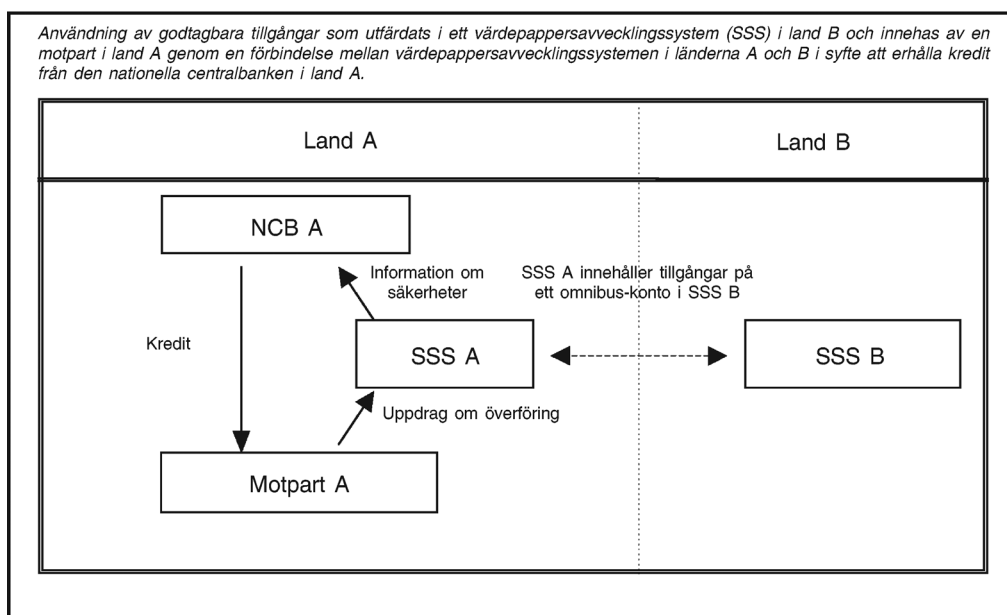 Användning av godtagbara tillgångar som utfärdats i ett värdepappersavvecklingssystem (SSS) i land B och innehas av en
motpart i land A genom en förbindelse mellan värdepappersavvecklingssystemen i länderna A och B i syfte att erhålla kredit
från den nationella centralbanken i land A.
Land A
Land B
NCB A
Information om
säkerheter
SSS A innehåller tillgångar på
ett omnibus-konto i SSS B
Kredit
SSS A
SSS B
Uppdrag om överföring
Motpart A